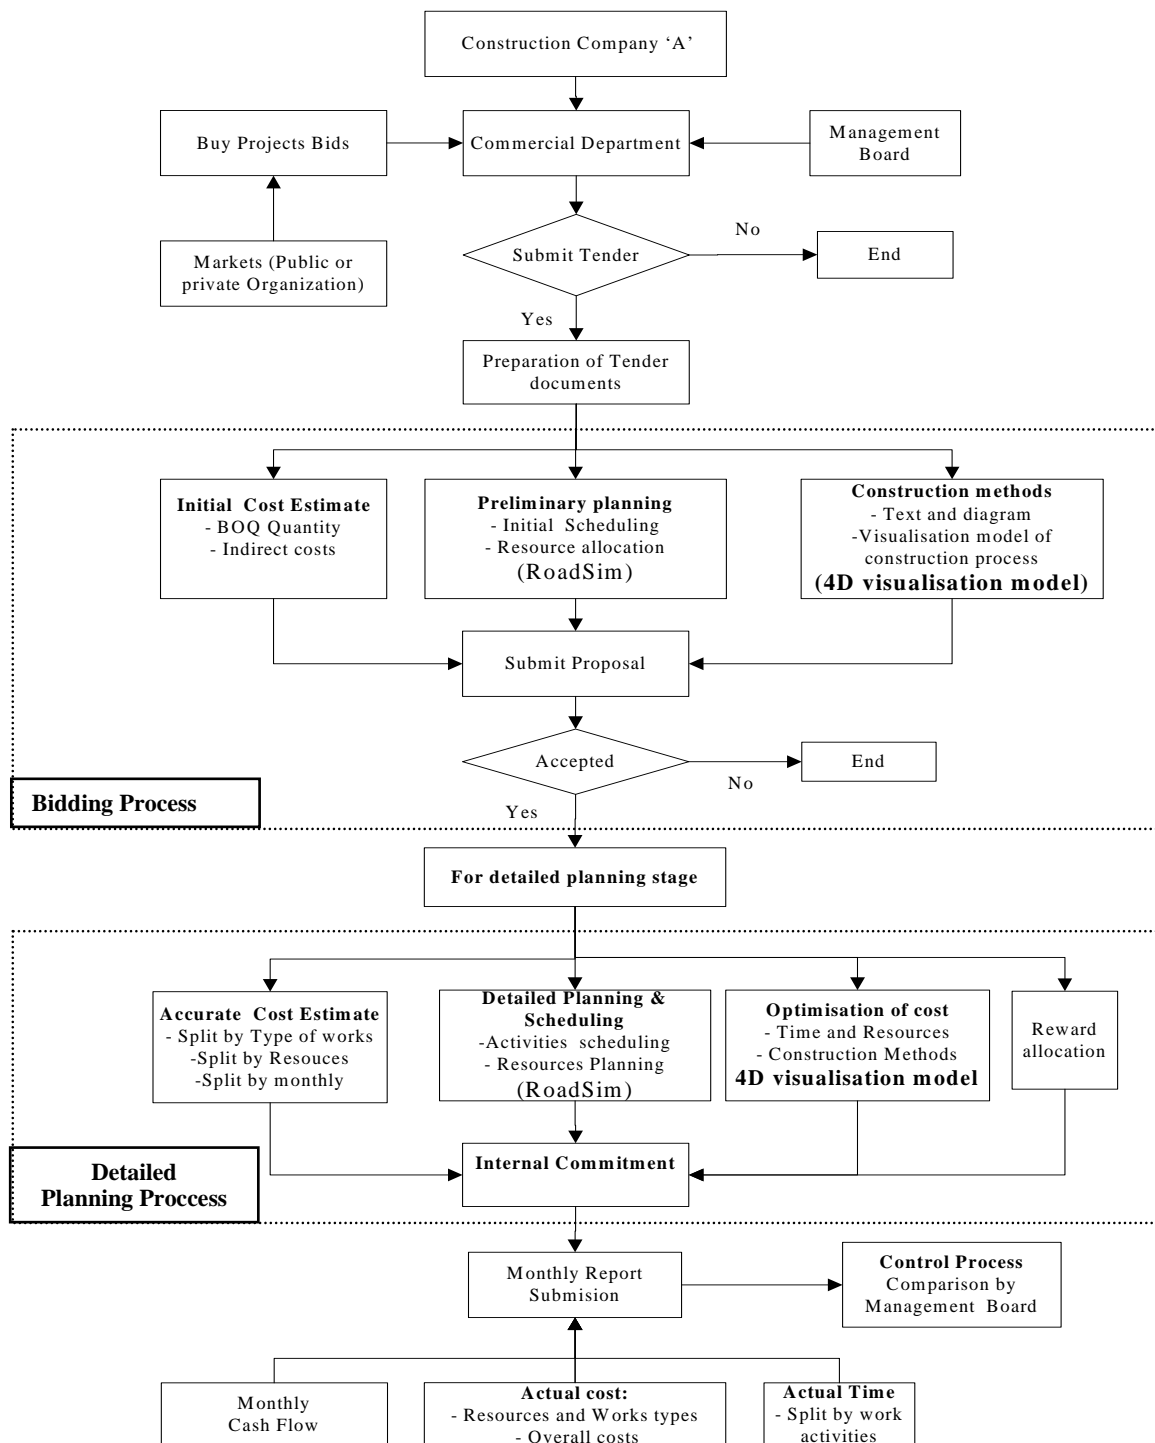 Construction Company ‘A’
Buy Projects Bids
Commercial Department
Management
Board
Markets (Public or
private Organization)
Submit Tender
No
End
Yes
Preparation of Tender
documents
Initial Cost Estimate
- BOQ Quantity
- Indirect costs
Preliminary planning
- Initial Scheduling
- Resource allocation
(RoadSim)
Construction methods
- Text and diagram
-Visualisation model of
construction process
(4D visualisation model)
Submit Proposal
Accepted
No
End
Yes
Bidding Process
For detailed planning stage
Accurate Cost Estimate
- Split by Type of works
-Split by Resouces
-Split by monthly
Detailed Planning &
Scheduling
-Activities scheduling
- Resources Planning
(RoadSim)
Optimisation of cost
- Time and Resources
- Construction Methods
4D visualisation model
Reward
allocation
Internal Commitment
Detailed
Planning Proccess
Monthly Report
Submision
Control Process
Comparison by
Management Board
Monthly
Cash Flow
Actual cost:
- Resources and Works types
- Overall costs
Actual Time
- Split by work
activities